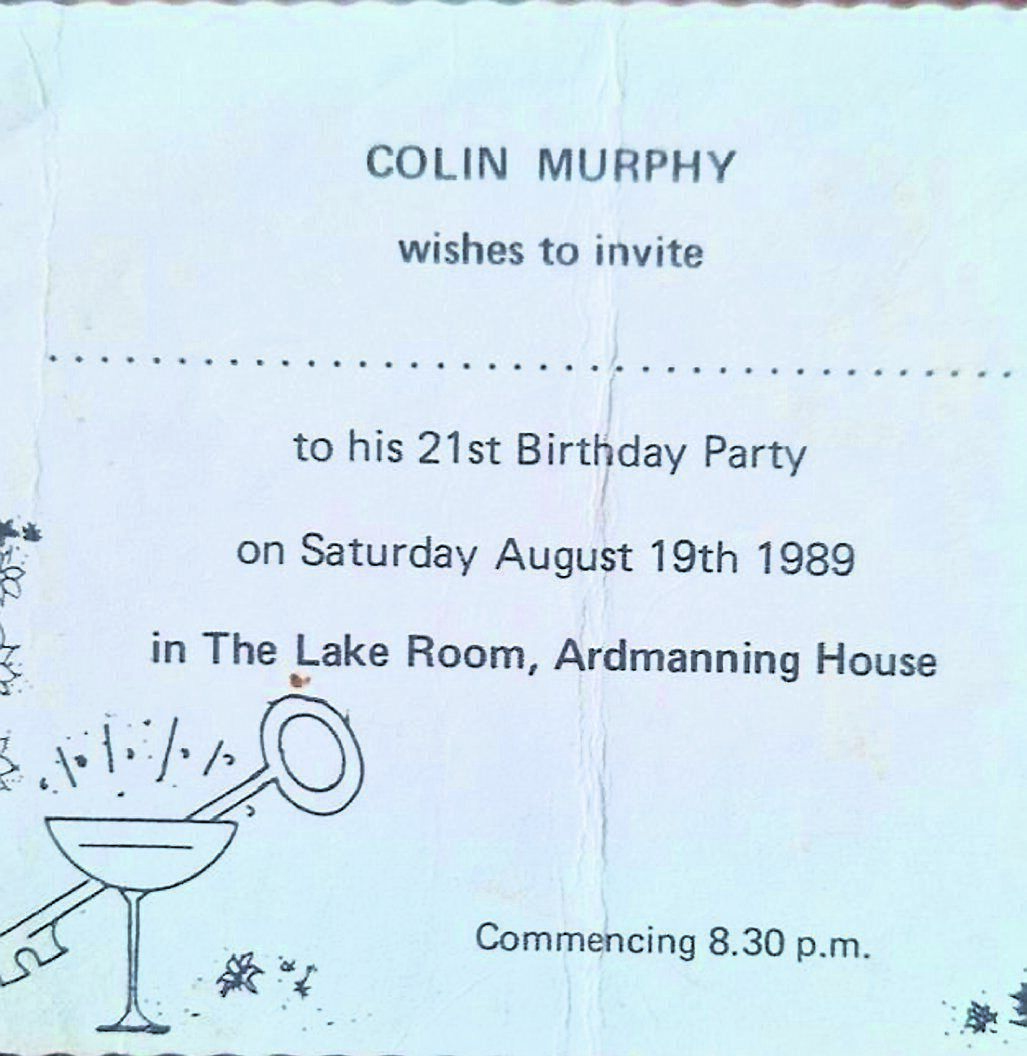 COLIN MURPHY
wishes to invite
to his 21st Birthday Party
on Saturday August 19th 1989
in The Lake Room, Ardmanning House
Commencing 8.30 p.m.